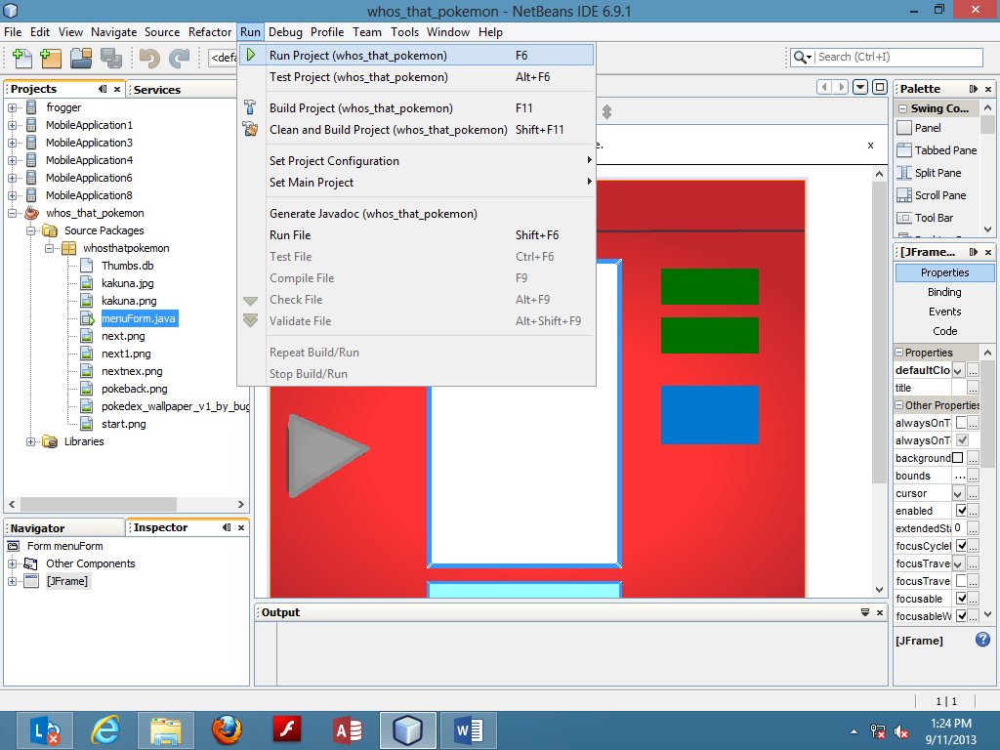 whos_that_pokemon - NetBeans IDE 6.9.1
File Edit View Navigate Source Refactor Run Debug Profile Team Tools Window Help
<defa
Search (Ctrl+I)
Run Project (whos_that_pokemon) F6
Test Project (whos_that_pokemon) Alt+F6
Build Project (whos_that_pokemon) F11
Clean and Build Project (whos_that_pokemon) Shift+F11
Set Project Configuration
Set Main Project
Generate Javadoc (whos_that_pokemon)
Run File Shift+F6
Test File Ctrl+F6
Compile File F9
Check File Alt+F9
Validate File Alt+Shift+F9
Repeat Build/Run
Stop Build/Run
Projects
Services
frogger
MobileApplication1
MobileApplication3
MobileApplication4
MobileApplication6
MobileApplication8
whos_that_pokemon
Source Packages
whosthatpokemon
Thumbs.db
kakuna.jpg
kakuna.png
menuForm.java
next.png
next1.png
nextnex.png
pokeback.png
pokedex_wallpaper_v1_by_bug
start.png
Libraries
Navigator
Inspector
Form menuForm
Other Components
[JFrame]
e.
x
Output
Palette
Swing Co...
Panel
Tabbed Pane
Split Pane
Scroll Pane
Tool Bar
[JFrame...
Properties
Binding
Events
Code
Properties
defaultClo
title
Other Properties
alwaysOnT
alwaysOnT
background
bounds ...
cursor
enabled
extendedSta 0
focusCycleR
focusTrave
focusTrave
focusable
focusableW
[JFrame]
1 | 1
1:24 PM
9/11/2013